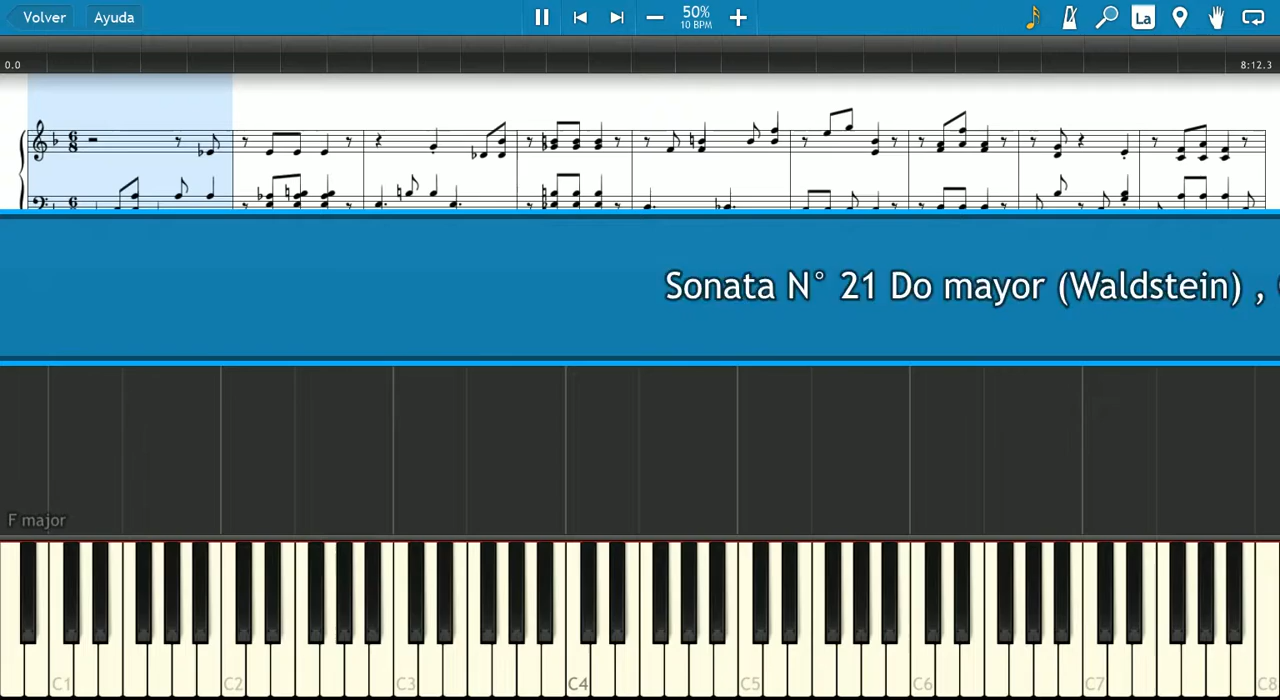 Volver Ayuda 50% La
10 BPM
0.0 8:12.3
Sonata N° 21 Do mayor (Waldstein) ,
F major
C1 C2 C3 C4 C5 C6 C7 C8